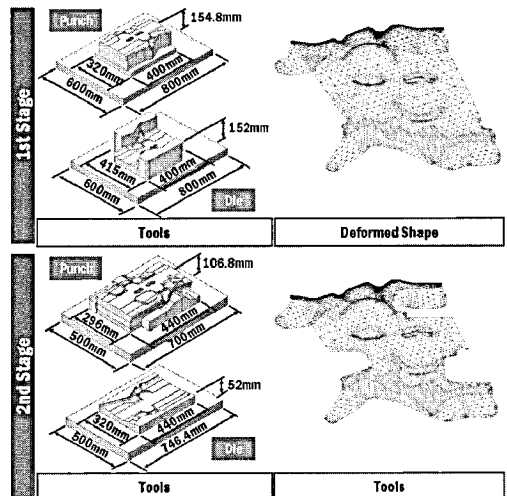 1st Stage
Punch
154.8mm
320mm
400mm
600mm
800mm
152mm
415mm
400mm
600mm
800mm
Die
Tools
Deformed Shape
2nd Stage
Punch
106.8mm
440mm
500mm
700mm
52mm
320mm
440mm
500mm
746.4mm
Die
Tools
Tools